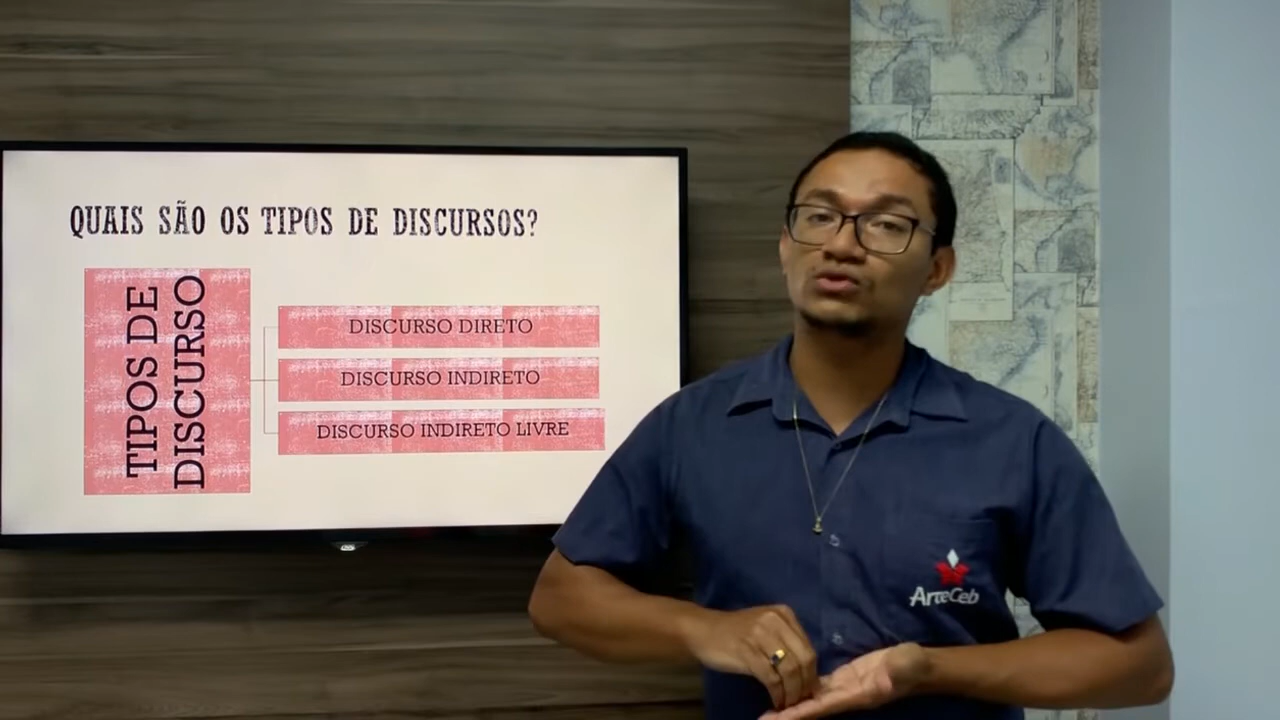 QUAIS SÃO OS TIPOS DE DISCURSOS?
TIPOS DE
DISCURSO
DISCURSO DIRETO
DISCURSO INDIRETO
DISCURSO INDIRETO LIVRE
ArteCeb